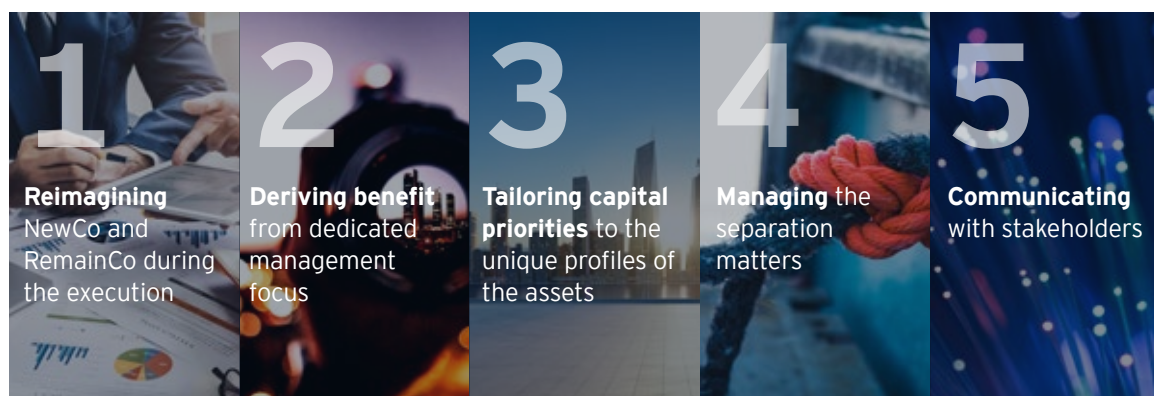 1
Reimagining
NewCo and
RemainCo during
the execution
2
Deriving benefit
from dedicated
management
focus
3
Tailoring capital
priorities to the
unique profiles of
the assets
4
Managing the
separation
matters
5
Communicating
with stakeholders